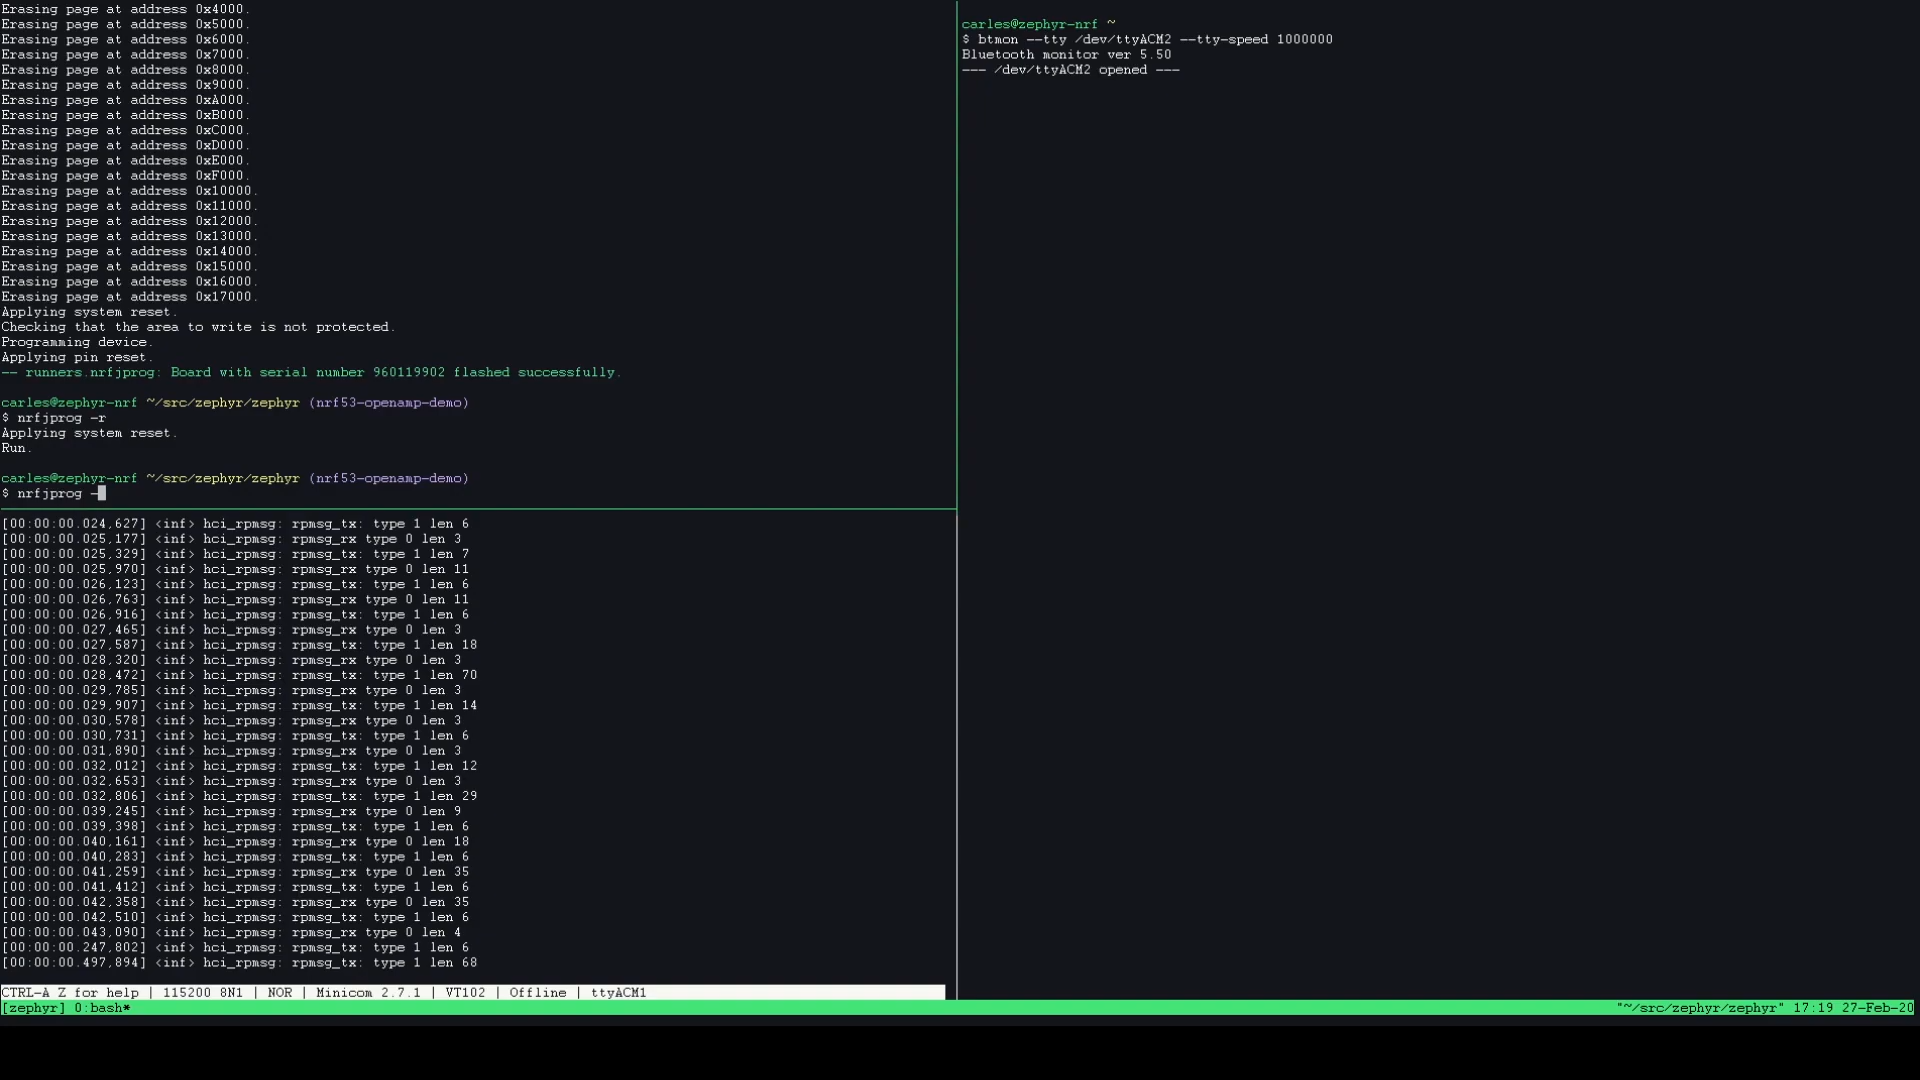 Erasing page at address 0x4000.
Erasing page at address 0x5000.
Erasing page at address 0x6000.
Erasing page at address 0x7000.
Erasing page at address 0x8000.
Erasing page at address 0x9000.
Erasing page at address 0xA000.
Erasing page at address 0xB000.
Erasing page at address 0xC000.
Erasing page at address 0xD000.
Erasing page at address 0xE000.
Erasing page at address 0xF000.
Erasing page at address 0x10000.
Erasing page at address 0x11000.
Erasing page at address 0x12000.
Erasing page at address 0x13000.
Erasing page at address 0x14000.
Erasing page at address 0x15000.
Erasing page at address 0x16000.
Erasing page at address 0x17000.
Applying system reset.
Checking that the area to write is not protected.
Programming device.
Applying pin reset.
-- runners.nrfjprog: Board with serial number 960119902 flashed successfully.
carles@zephyr-nrf ~/src/zephyr/zephyr (nrf53-openamp-demo)
$ nrfjprog -r
Applying system reset.
Run.
carles@zephyr-nrf ~/src/zephyr/zephyr (nrf53-openamp-demo)
$ nrfjprog -
[00:00:00.024,627] <inf> hci_rpmsg: rpmsg_tx: type 1 len 6
[00:00:00.025,177] <inf> hci_rpmsg: rpmsg_rx type 0 len 3
[00:00:00.025,329] <inf> hci_rpmsg: rpmsg_tx: type 1 len 7
[00:00:00.025,970] <inf> hci_rpmsg: rpmsg_rx type 0 len 11
[00:00:00.026,123] <inf> hci_rpmsg: rpmsg_tx: type 1 len 6
[00:00:00.026,763] <inf> hci_rpmsg: rpmsg_rx type 0 len 11
[00:00:00.026,916] <inf> hci_rpmsg: rpmsg_tx: type 1 len 6
[00:00:00.027,465] <inf> hci_rpmsg: rpmsg_rx type 0 len 3
[00:00:00.027,587] <inf> hci_rpmsg: rpmsg_tx: type 1 len 18
[00:00:00.028,320] <inf> hci_rpmsg: rpmsg_rx type 0 len 3
[00:00:00.028,472] <inf> hci_rpmsg: rpmsg_tx: type 1 len 70
[00:00:00.029,785] <inf> hci_rpmsg: rpmsg_rx type 0 len 3
[00:00:00.029,907] <inf> hci_rpmsg: rpmsg_tx: type 1 len 14
[00:00:00.030,578] <inf> hci_rpmsg: rpmsg_rx type 0 len 3
[00:00:00.030,731] <inf> hci_rpmsg: rpmsg_tx: type 1 len 6
[00:00:00.031,890] <inf> hci_rpmsg: rpmsg_rx type 0 len 3
[00:00:00.032,012] <inf> hci_rpmsg: rpmsg_tx: type 1 len 12
[00:00:00.032,653] <inf> hci_rpmsg: rpmsg_rx type 0 len 3
[00:00:00.032,806] <inf> hci_rpmsg: rpmsg_tx: type 1 len 29
[00:00:00.039,245] <inf> hci_rpmsg: rpmsg_rx type 0 len 9
[00:00:00.039,398] <inf> hci_rpmsg: rpmsg_tx: type 1 len 6
[00:00:00.040,161] <inf> hci_rpmsg: rpmsg_rx type 0 len 18
[00:00:00.040,283] <inf> hci_rpmsg: rpmsg_tx: type 1 len 6
[00:00:00.041,259] <inf> hci_rpmsg: rpmsg_rx type 0 len 35
[00:00:00.041,412] <inf> hci_rpmsg: rpmsg_tx: type 1 len 6
[00:00:00.042,358] <inf> hci_rpmsg: rpmsg_rx type 0 len 35
[00:00:00.042,510] <inf> hci_rpmsg: rpmsg_tx: type 1 len 6
[00:00:00.043,090] <inf> hci_rpmsg: rpmsg_rx type 0 len 4
[00:00:00.247,802] <inf> hci_rpmsg: rpmsg_tx: type 1 len 6
[00:00:00.497,894] <inf> hci_rpmsg: rpmsg_tx: type 1 len 68
CTRL-A Z for help | 115200 8N1 | NOR | Minicom 2.7.1 | VT102 | Offline | ttyACM1
carles@zephyr-nrf ~
$ btmon --tty /dev/ttyACM2 --tty-speed 1000000
Bluetooth monitor ver 5.50
--- /dev/ttyACM2 opened ---
[zephyr] 0:bash* "~/src/zephyr/zephyr" 17:19 27-Feb-20